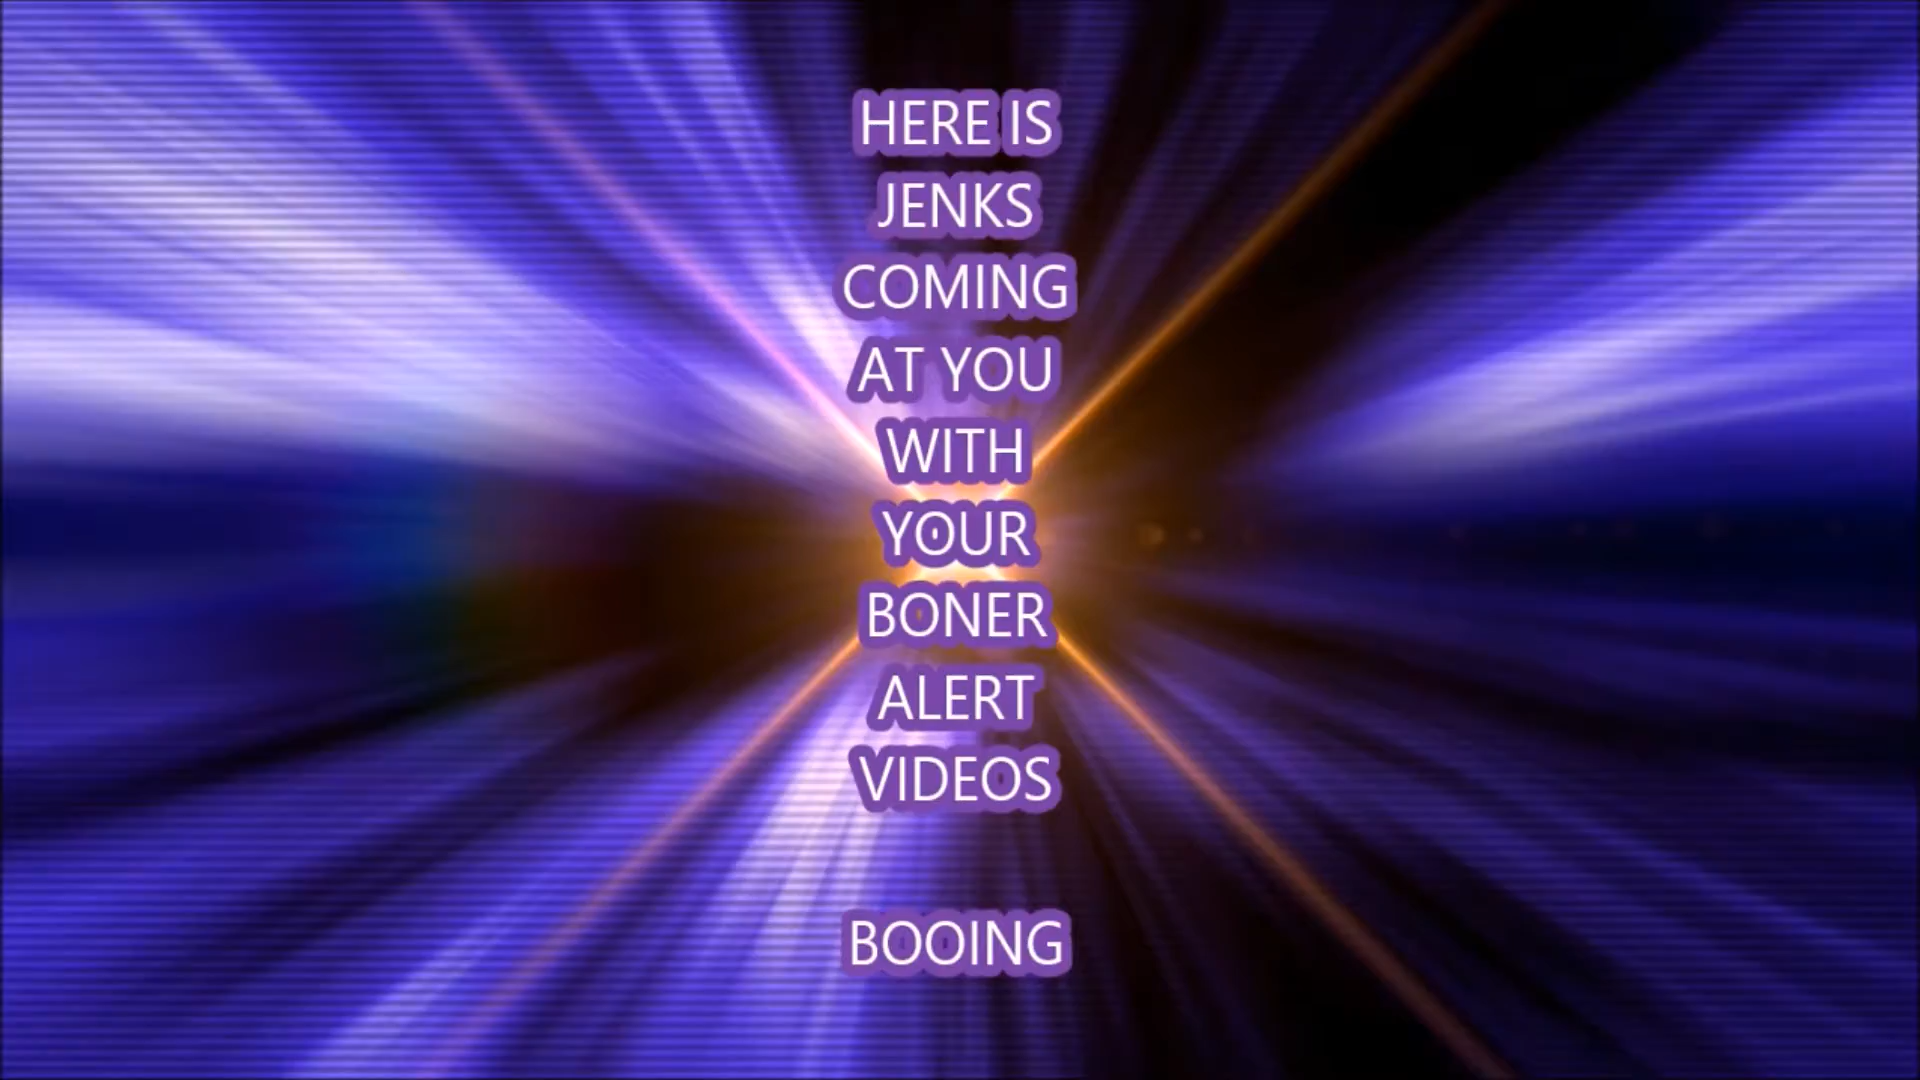 HERE IS
JENKS
COMING
AT YOU
WITH
YOUR
BONER
ALERT
VIDEOS
BOOING